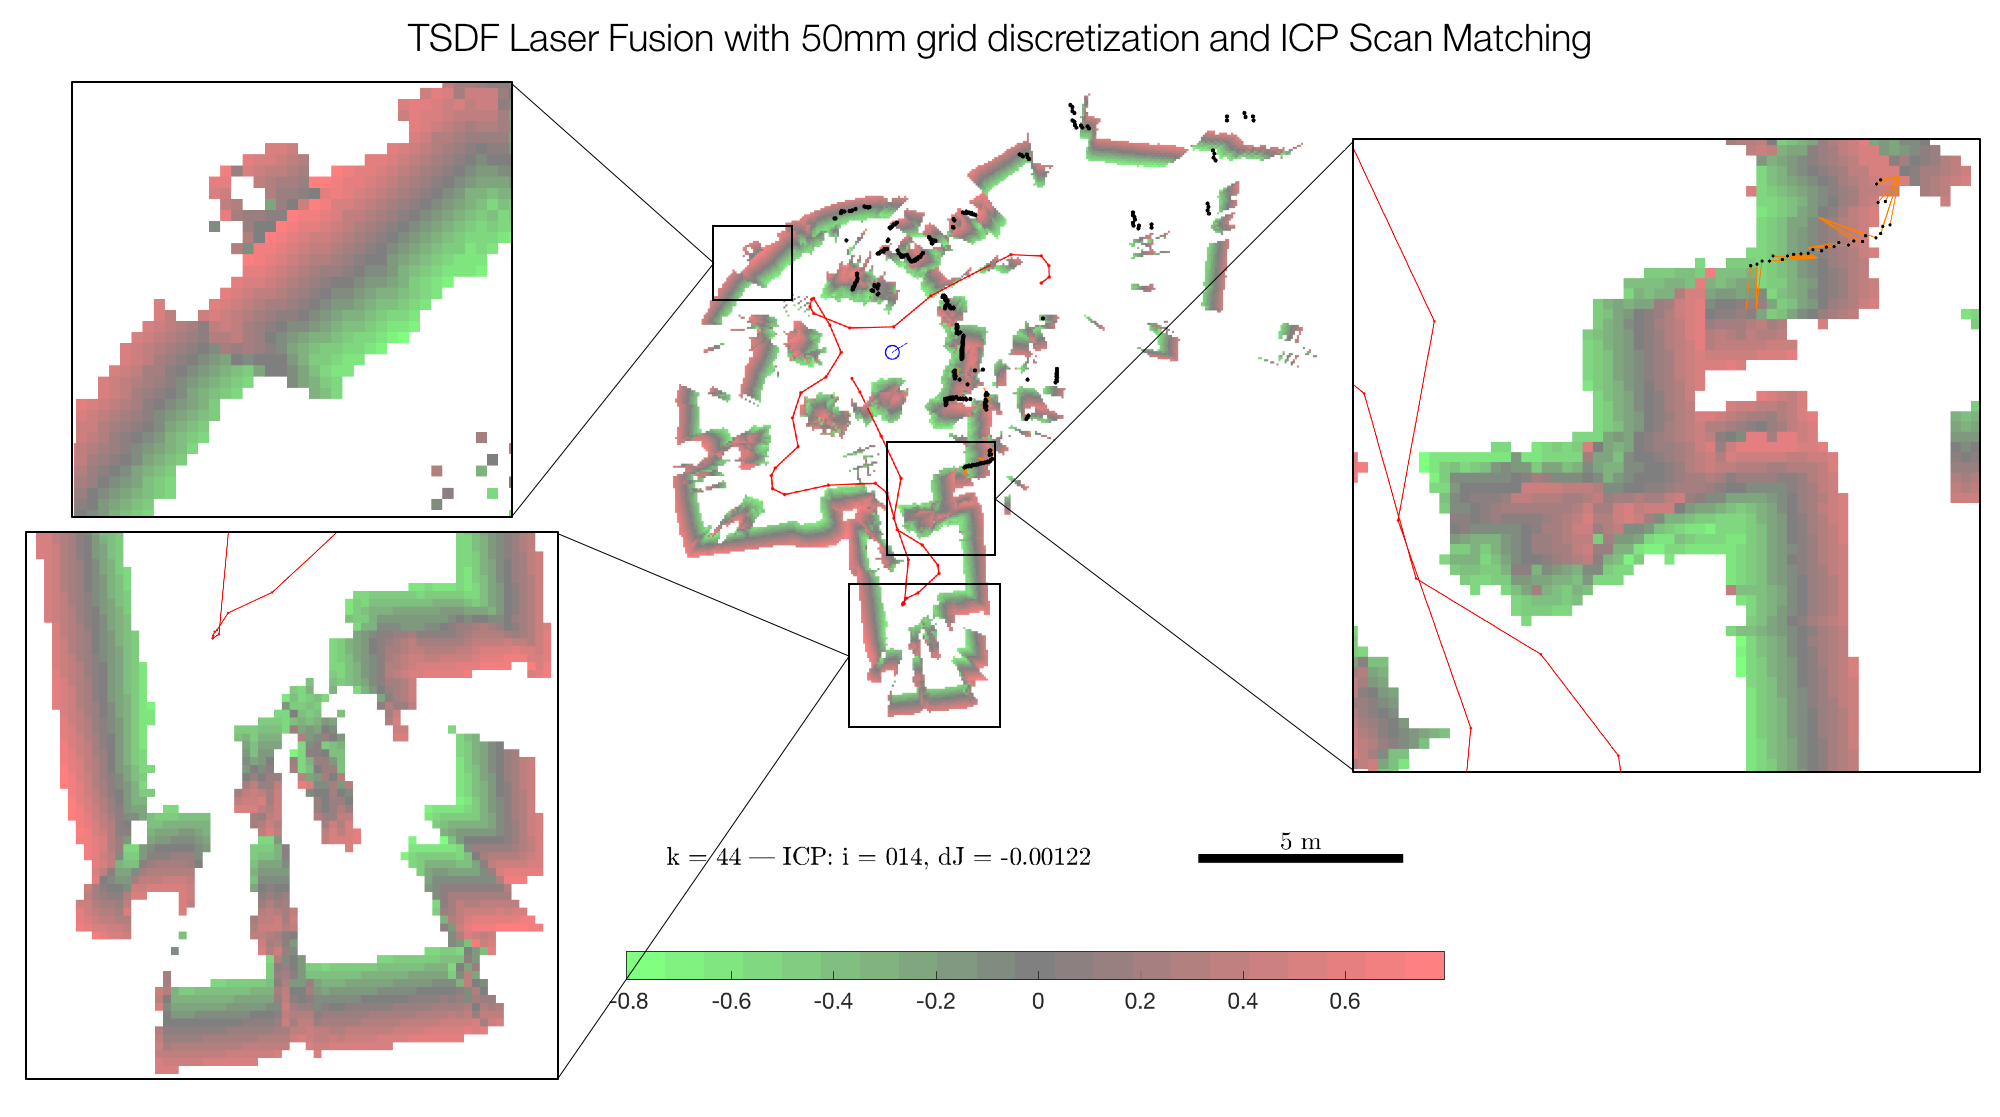 TSDF Laser Fusion with 50mm grid discretization and ICP Scan Matching
k = 44 — ICP: i = 014, dJ = -0.00122
5 m
-0.8 -0.6 -0.4 -0.2 0 0.2 0.4 0.6